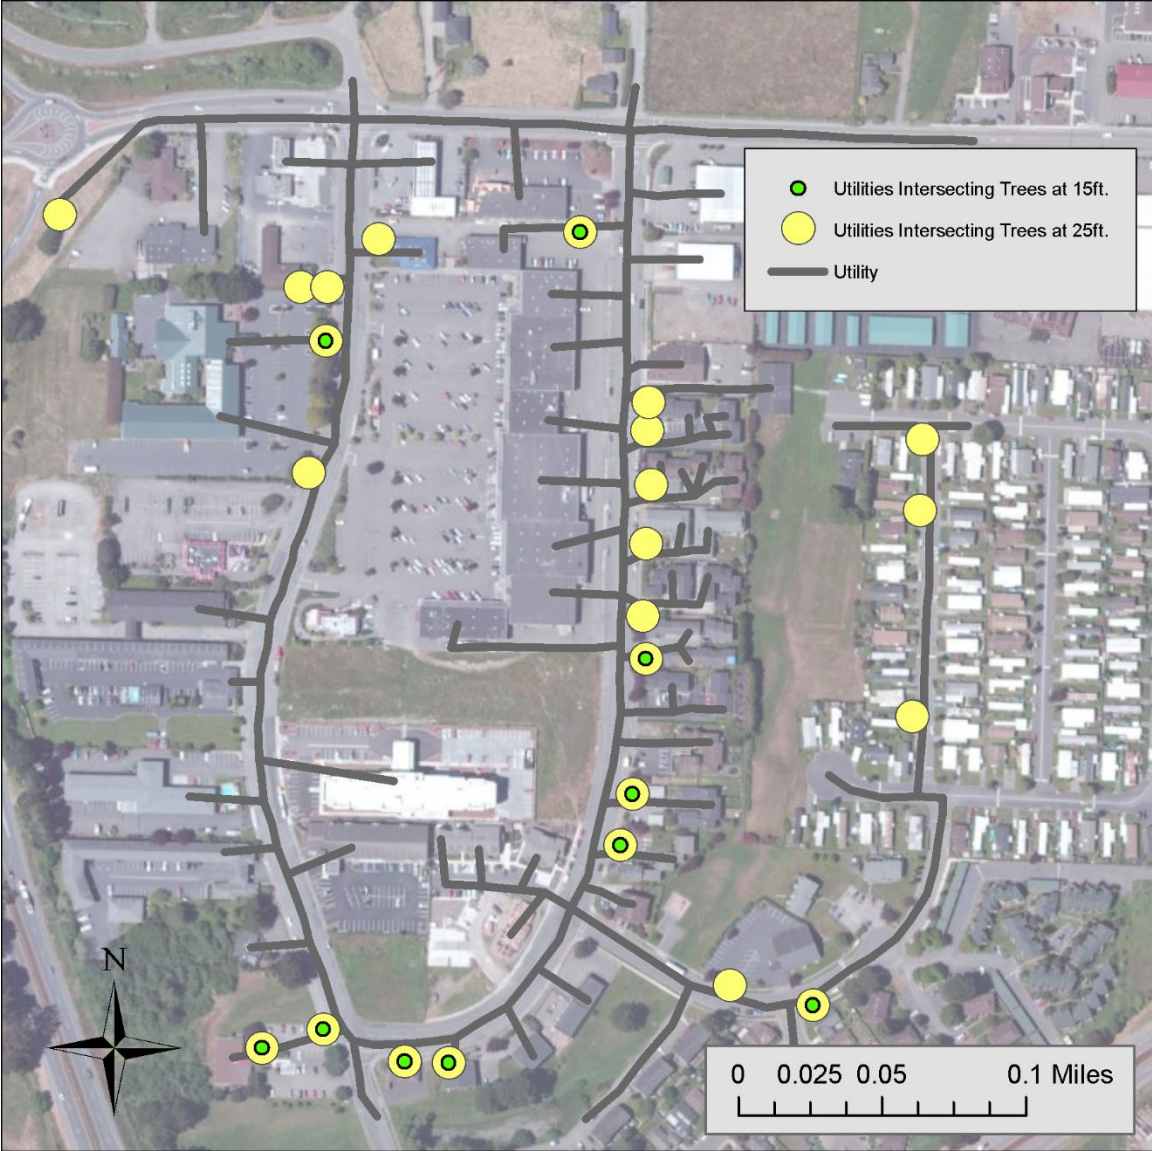 Utilities Intersecting Trees at 15ft.
Utilities Intersecting Trees at 25ft.
Utility
N
0 0.025 0.05 0.1 Miles